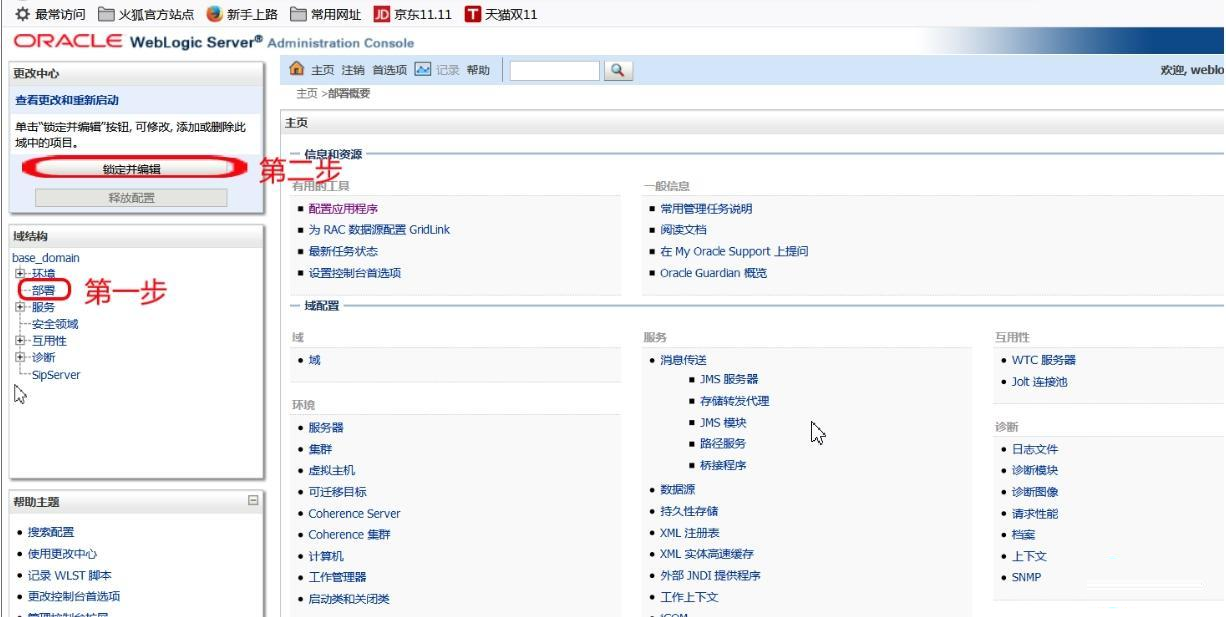 最常访问 火狐官方站点 新手上路 常用网址 JD 京东11.11 T 天猫双11
ORACLE WebLogic Server® Administration Console
更改中心
查看更改和重新启动
单击"锁定并编辑"按钮, 可修改, 添加或删除此
域中的项目。
锁定并编辑
第二步
释放配置
域结构
base_domain
环境
部署
第一步
服务
安全领域
互用性
诊断
SipServer
帮助主题
搜索配置
使用更改中心
记录 WLST 脚本
更改控制台首选项
主页 注销 首选项 记录 帮助
欢迎, weblo
主页 >部署概要
主页
信息和资源
有用的工具
配置应用程序
为 RAC 数据源配置 GridLink
最新任务状态
设置控制台首选项
一般信息
常用管理任务说明
阅读文档
在 My Oracle Support 上提问
Oracle Guardian 概览
域配置
域
域
环境
服务器
集群
虚拟主机
可迁移目标
Coherence Server
Coherence 集群
计算机
工作管理器
启动类和关闭类
服务
消息传送
JMS 服务器
存储转发代理
JMS 模块
路径服务
桥接程序
数据源
持久性存储
XML 注册表
XML 实体高速缓存
外部 JNDI 提供程序
工作上下文
jCOM
互用性
WTC 服务器
Jolt 连接池
诊断
日志文件
诊断模块
诊断图像
请求性能
档案
上下文
SNMP